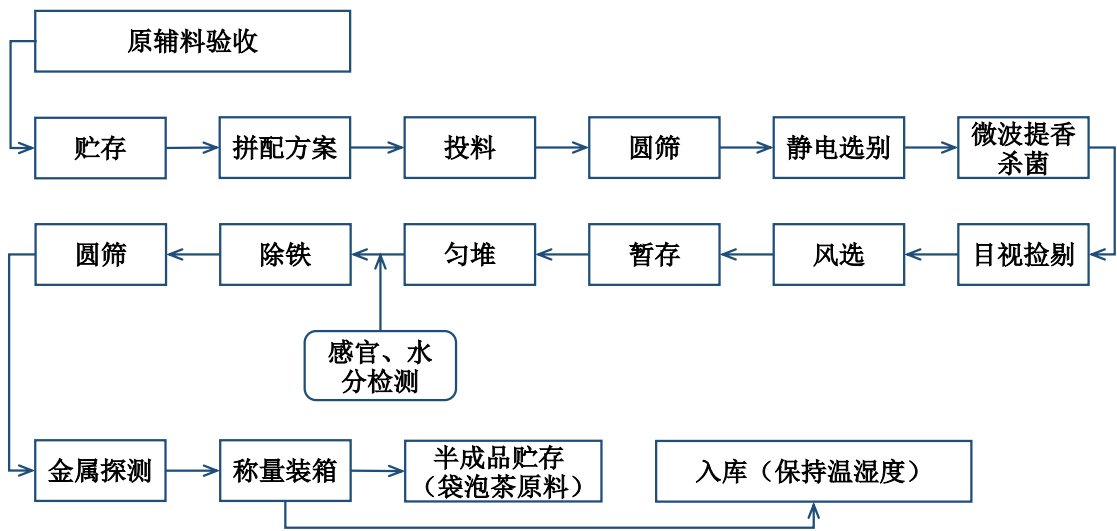 原辅料验收
贮存
拼配方案
投料
圆筛
静电选别
微波提香
杀菌
目视捡剔
风选
暂存
匀堆
除铁
圆筛
感官、水
分检测
金属探测
称量装箱
半成品贮存
（袋泡茶原料）
入库（保持温湿度）